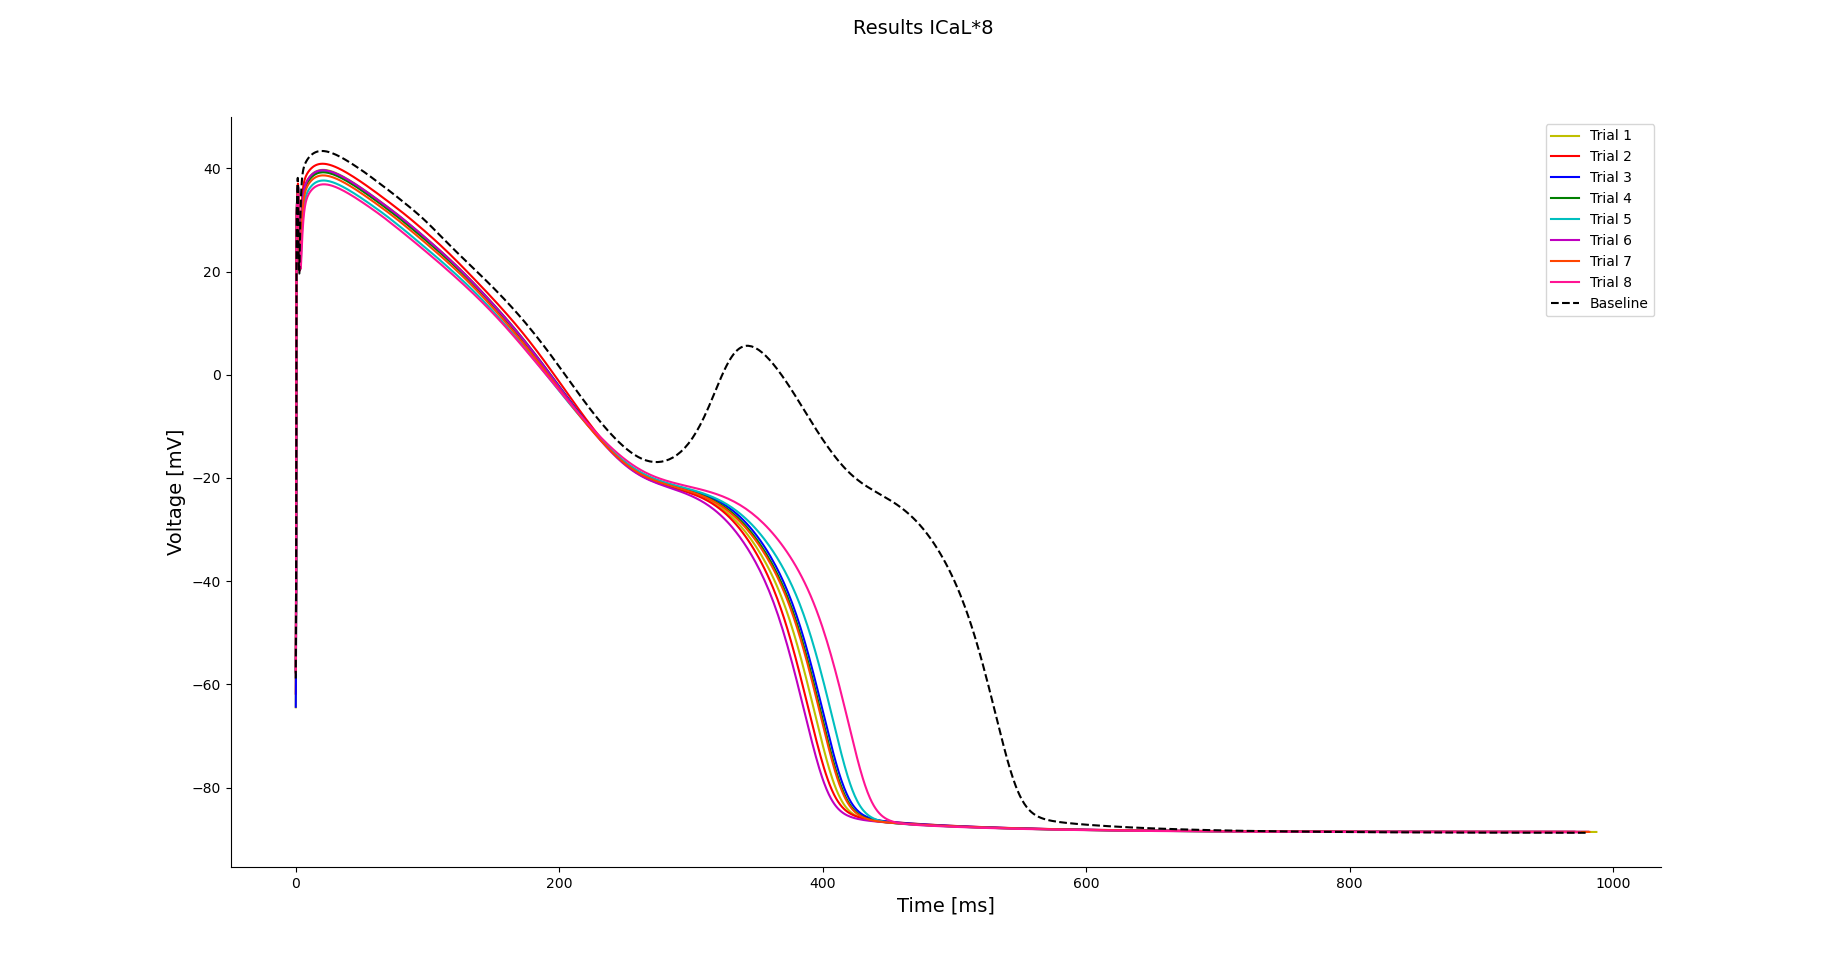 Results ICaL*8
40
20
0
−20
−40
−60
−80
Voltage [mV]
0 200 400 600 800 1000
Time [ms]
Trial 1
Trial 2
Trial 3
Trial 4
Trial 5
Trial 6
Trial 7
Trial 8
Baseline